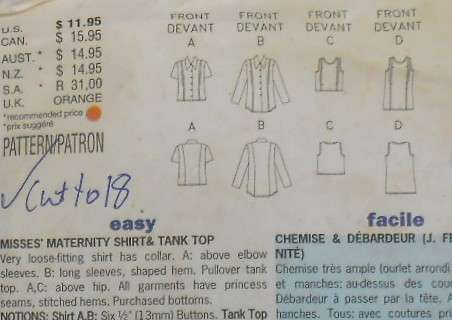 U.S. $ 11.95
CAN. $ 15.95
AUST.* $ 14.95
N.Z. * $ 14.95
S.A. * R 31,00
U.K. ORANGE
*recommended price
*prix suggéré
PATTERN/PATRON
✓ Cut to 18
FRONT FRONT FRONT FRONT
DEVANT DEVANT DEVANT DEVANT
A B C D
A B C D
easy
MISSES' MATERNITY SHIRT& TANK TOP
Very loose-fitting shirt has collar. A: above elbow
sleeves. B: long sleeves, shaped hem. Pullover tank
top. A,C: above hip. All garments have princess
seams, stitched hems. Purchased bottoms.
NOTIONS: Shirt A,B: Six ½" (13mm) Buttons. Tank Top
facile
CHEMISE & DÉBARDEUR (J. FE
NITÉ)
Chemise très ample (ourlet arrondi
et manches: au-dessus des cou
Débardeur à passer par la tête. A
hanches. Tous: avec coutures pri